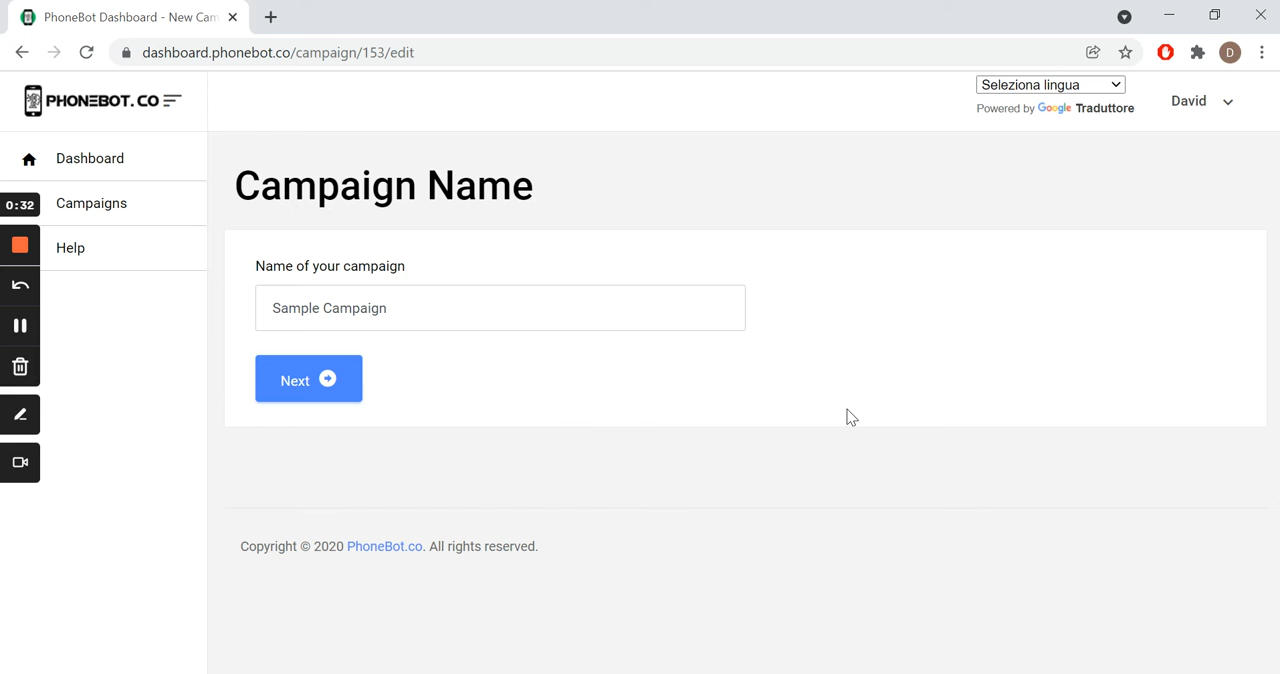 PhoneBot Dashboard - New Cam
dashboard.phonebot.co/campaign/153/edit
D
PHONEBOT.CO
Seleziona lingua
Powered by Google Traduttore
David
Dashboard
Campaigns
Help
0:32
Campaign Name
Name of your campaign
Sample Campaign
Next
Copyright © 2020 PhoneBot.co. All rights reserved.